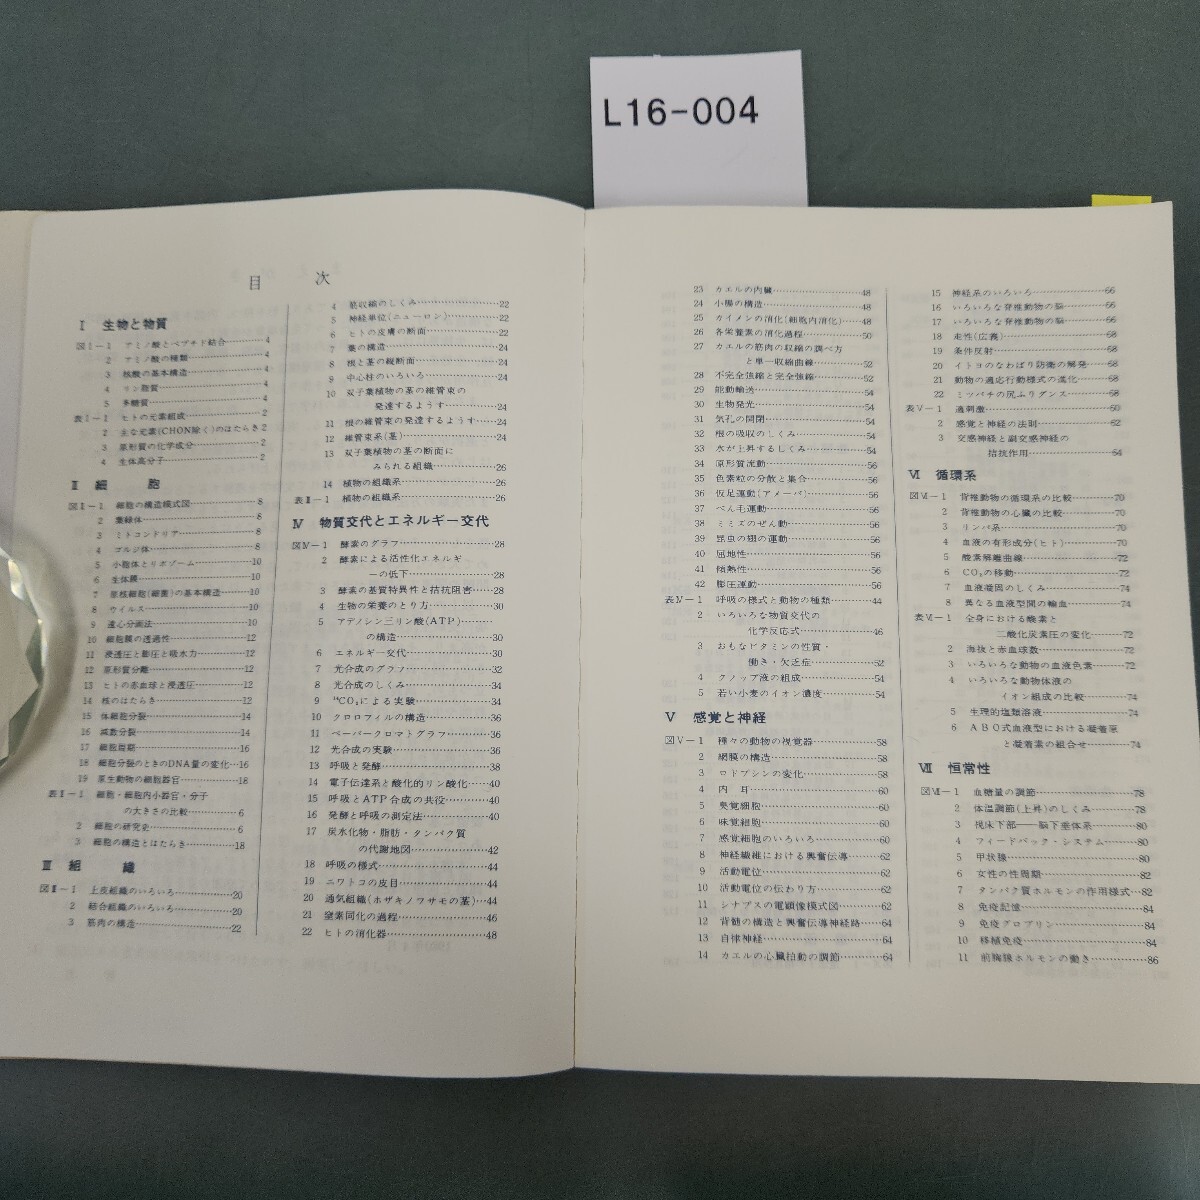 L16-004
目次
Ⅰ 生物と物質
図Ⅰ-1 アミノ酸とペプチド結合……4
2 アミノ酸の種類……4
3 核酸の基本構造……4
4 リン脂質……4
5 多糖質……4
表Ⅰ-1 ヒトの元素組成……2
2 主な元素(CHON除く)のはたらき2
3 原形質の化学成分……2
4 生体高分子……2
Ⅱ 細胞
図Ⅱ-1 細胞の構造模式図……8
2 葉緑体……8
3 ミトコンドリア……8
4 ゴルジ体……8
5 小胞体とリボゾーム……10
6 生体膜……10
7 原核細胞(細菌)の基本構造……10
8 ウイルス……10
9 遠心分画法……10
10 細胞膜の透過性……12
11 浸透圧と膨圧と吸水力……12
12 原形質分離……12
13 ヒトの赤血球と浸透圧……12
14 核のはたらき……12
15 体細胞分裂……14
16 減数分裂……14
17 細胞周期……16
18 細胞分裂のときのDNA量の変化…16
19 原生動物の細胞器官……18
表Ⅱ-1 細胞・細胞内小器官・分子
の大きさの比較……6
2 細胞の研究史……6
3 細胞の構造とはたらき……18
Ⅲ 組織
図Ⅲ-1 上皮組織のいろいろ……20
2 結合組織のいろいろ……20
3 筋肉の構造……22
4 筋収縮のしくみ……22
5 神経単位(ニューロン)……22
6 ヒトの皮膚の断面……22
7 葉の構造……24
8 根と茎の縦断面……24
9 中心柱のいろいろ……24
10 双子葉植物の茎の維管束の
発達するようす……24
11 根の維管束の発達するようす……24
12 維管束系(茎)……24
13 双子葉植物の茎の断面に
みられる組織……26
14 植物の組織系……26
表Ⅲ-1 植物の組織系……26
Ⅳ 物質交代とエネルギー交代
図Ⅳ-1 酵素のグラフ……28
2 酵素による活性化エネルギ
ーの低下……28
3 酵素の基質特異性と拮抗阻害……28
4 生物の栄養のとり方……30
5 アデノシン三リン酸(ATP)……
の構造……30
6 エネルギー交代……30
7 光合成のグラフ……32
8 光合成のしくみ……34
9 ¹⁴CO₂による実験……34
10 クロロフィルの構造……36
11 ペーパークロマトグラフ……36
12 光合成の実験……36
13 呼吸と発酵……38
14 電子伝達系と酸化的リン酸化……40
15 呼吸とATP合成の共役……40
16 発酵と呼吸の測定法……40
17 炭水化物・脂肪・タンパク質
の代謝地図……42
18 呼吸の様式……44
19 ニワトコの皮目……44
20 通気組織(ホザキノフサモの茎)…44
21 窒素同化の過程……46
22 ヒトの消化器……48
23 カエルの内臓……48
24 小腸の構造……48
25 カイメンの消化(細胞内消化)……48
26 各栄養素の消化過程……50
27 カエルの筋肉の収縮の調べ方
と単一収縮曲線……52
28 不完全強縮と完全強縮……52
29 能動輸送……54
30 生物発光……54
31 気孔の開閉……54
32 根の吸収のしくみ……54
33 水が上昇するしくみ……54
34 原形質流動……56
35 色素粒の分散と集合……56
36 仮足運動(アメーバ)……56
37 べん毛運動……56
38 ミミズのぜん動……56
39 昆虫の翅の運動……56
40 屈地性……56
41 傾熱性……56
42 膨圧運動……56
表Ⅳ-1 呼吸の様式と動物の種類……44
2 いろいろな物質交代の
化学反応式……46
3 おもなビタミンの性質・
働き・欠乏症……52
4 クノップ液の組成……54
5 若い小麦のイオン濃度……54
Ⅴ 感覚と神経
図Ⅴ-1 種々の動物の視覚器……58
2 網膜の構造……58
3 ロドプシンの変化……58
4 内耳……60
5 臭覚細胞……60
6 味覚細胞……60
7 感覚細胞のいろいろ……60
8 神経繊維における興奮伝導……62
9 活動電位……62
10 活動電位の伝わり方……62
11 シナプスの電顕像模式図……62
12 脊髄の構造と興奮伝導神経路……64
13 自律神経……64
14 カエルの心臓拍動の調節……64
15 神経系のいろいろ……66
16 いろいろな脊椎動物の脳……66
17 いろいろな脊椎動物の脳……66
18 走性(広義)……68
19 条件反射……68
20 イトヨのなわばり防衛の解発……68
21 動物の適応行動様式の進化……68
22 ミツバチの尻ふりダンス……68
表Ⅴ-1 適刺激……60
2 感覚と神経の法則……62
3 交感神経と副交感神経の
拮抗作用……64
Ⅵ 循環系
図Ⅵ-1 脊椎動物の循環系の比較……70
2 脊椎動物の心臓の比較……70
3 リンパ系……70
4 血液の有形成分(ヒト)……70
5 酸素解離曲線……72
6 CO₂の移動……72
7 血液凝固のしくみ……74
8 異なる血液型間の輸血……74
表Ⅵ-1 全身における酸素と
二酸化炭素圧の変化……72
2 海抜と赤血球数……72
3 いろいろな動物の血液色素……72
4 いろいろな動物体液の
イオン組成の比較……74
5 生理的塩類溶液……74
6 ABO式血液型における凝着原
と凝着素の組合せ……74
Ⅶ 恒常性
図Ⅶ-1 血糖量の調節……78
2 体温調節(上昇)のしくみ……78
3 視床下部——脳下垂体系……80
4 フィードバック・システム……80
5 甲状腺……80
6 女性の性周期……82
7 タンパク質ホルモンの作用様式…82
8 免疫記憶……84
9 免疫グロブリン……84
10 移植免疫……84
11 前胸腺ホルモンの働き……86